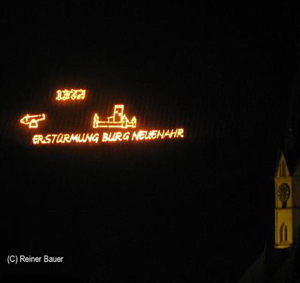 1372
ERSTÜRMUNG BURG NEUENAHR
(C) Reiner Bauer